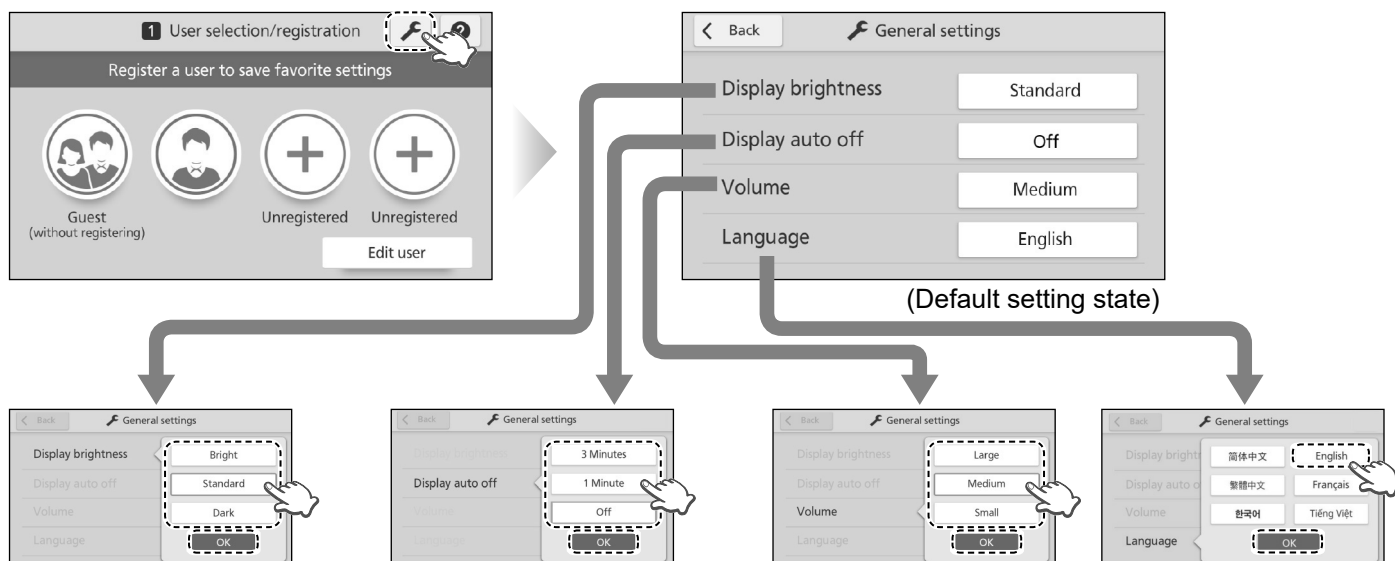 1 User selection/registration
Register a user to save favorite settings
Guest
(without registering)
Unregistered
Unregistered
Edit user
Back
General settings
Display brightness
Standard
Display auto off
Off
Volume
Medium
Language
English
(Default setting state)
Back
General settings
Display brightness
Display auto off
Volume
Language
Bright
Standard
Dark
OK
Back
General settings
Display brightness
Display auto off
Volume
Language
3 Minutes
1 Minute
Off
OK
Back
General settings
Display brightness
Display auto off
Volume
Language
Large
Medium
Small
OK
Back
General settings
Display bright
Display auto o
Volume
Language
简体中文
English
繁體中文
Français
한국어
Tiếng Việt
OK